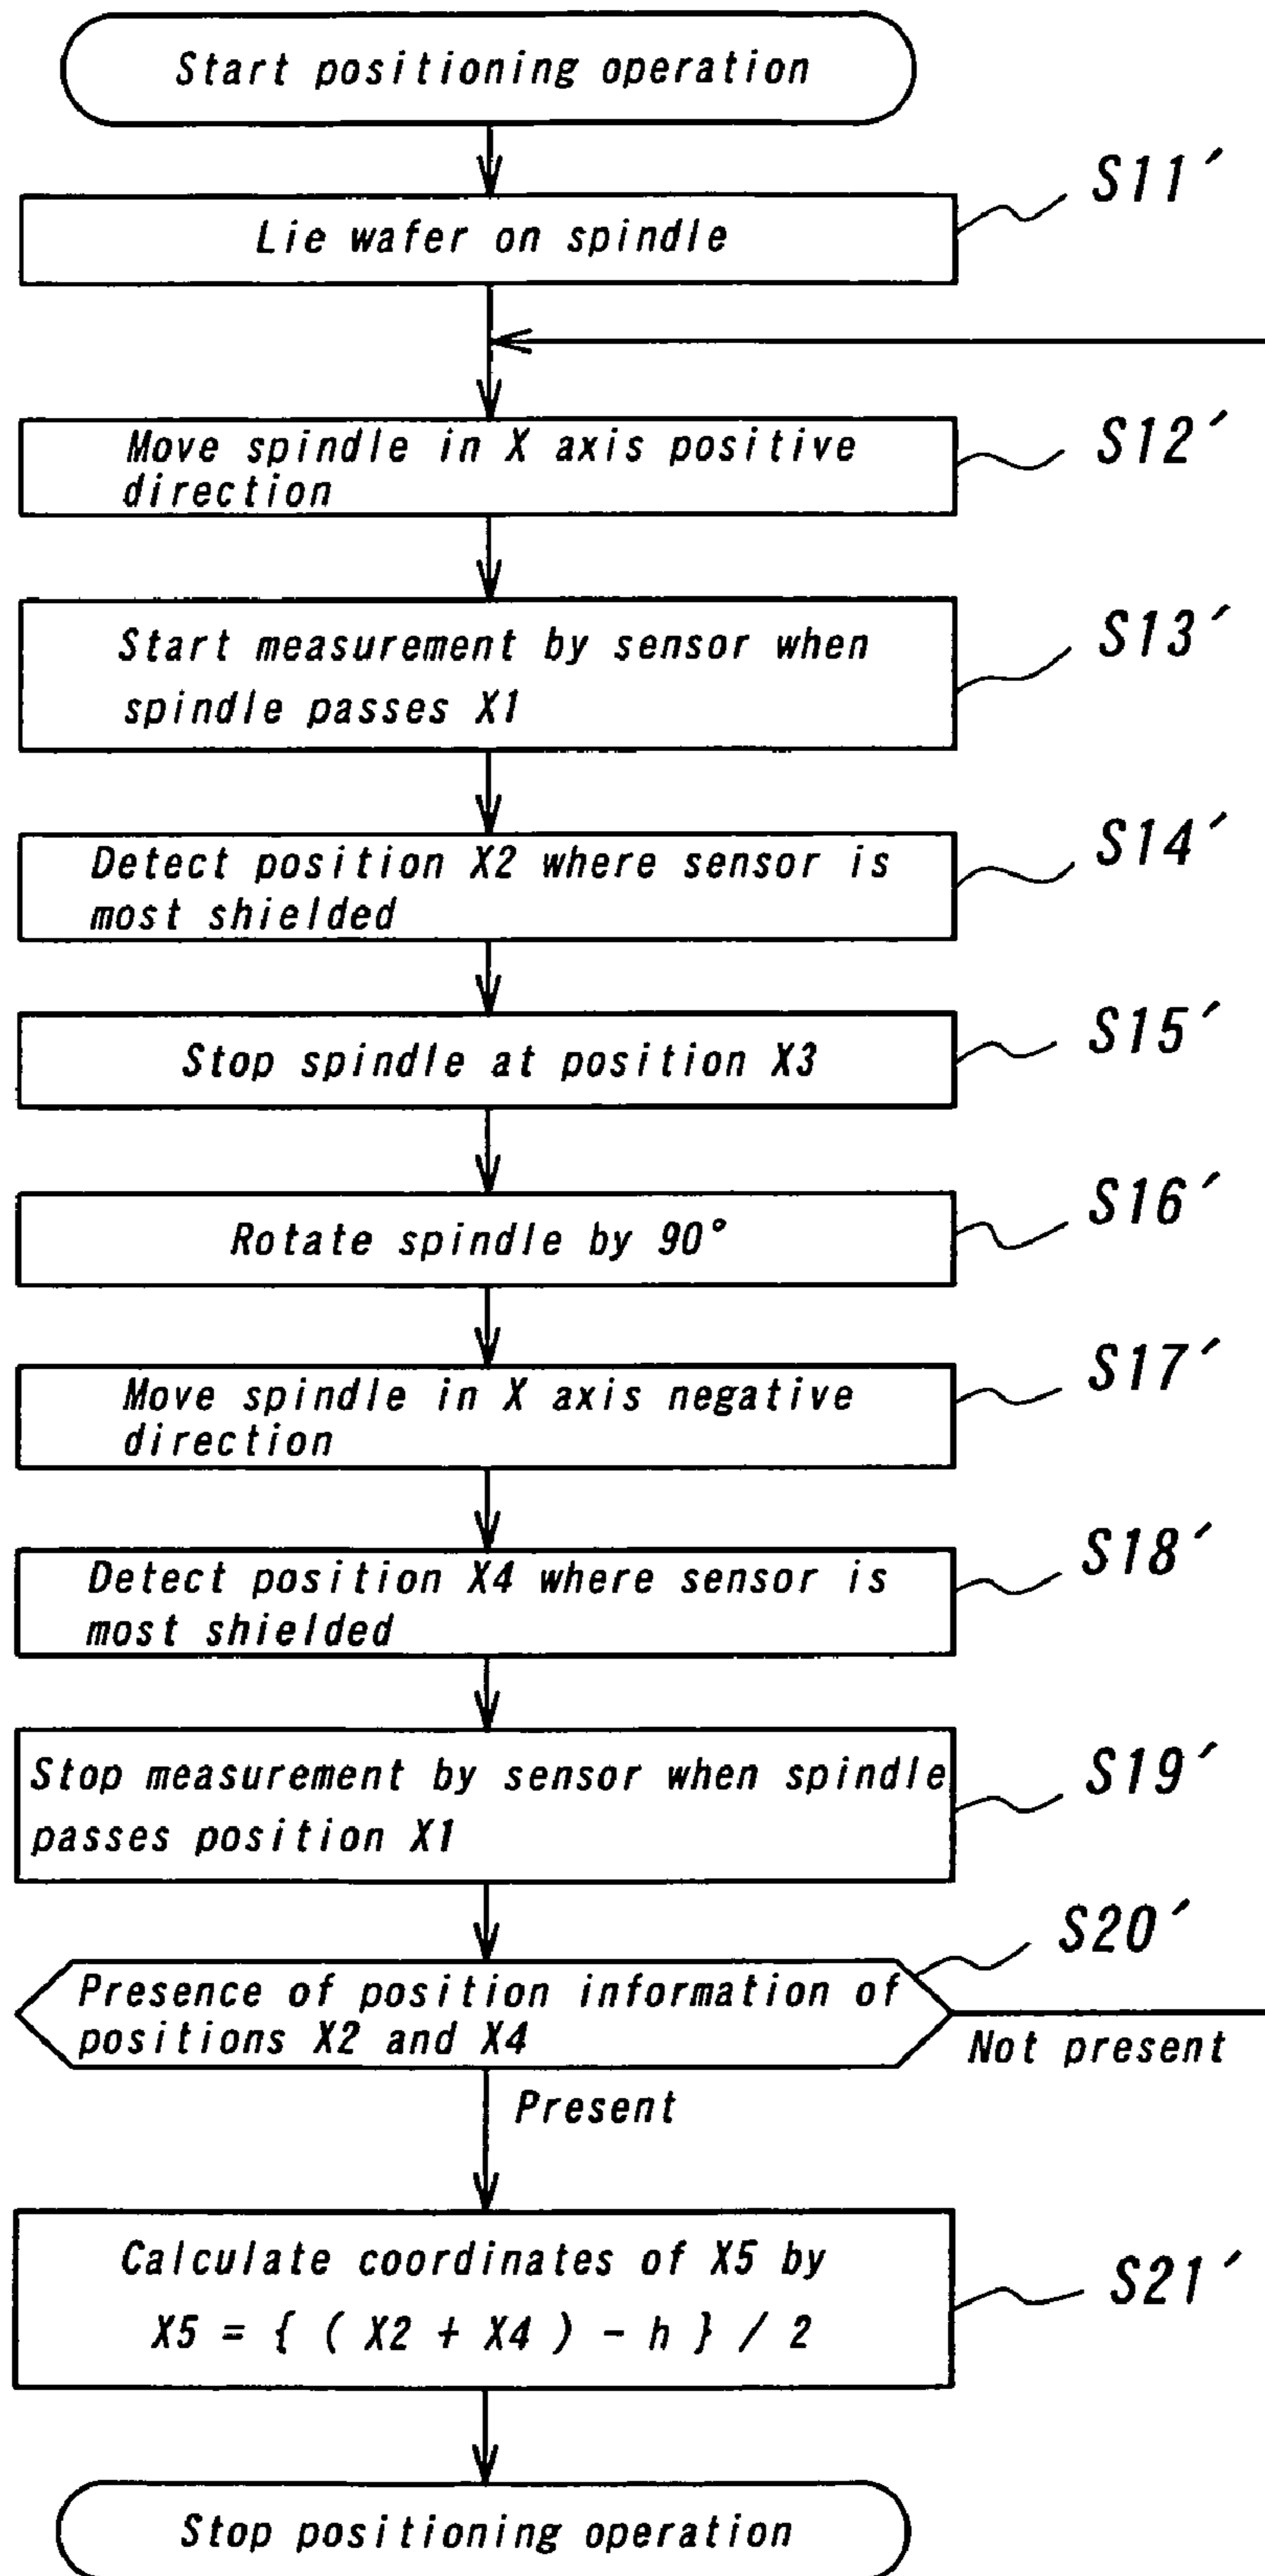 Start positioning operation
S11′
Lie wafer on spindle
S12′
Move spindle in X axis positive
direction
S13′
Start measurement by sensor when
spindle passes X1
S14′
Detect position X2 where sensor is
most shielded
S15′
Stop spindle at position X3
S16′
Rotate spindle by 90°
S17′
Move spindle in X axis negative
direction
S18′
Detect position X4 where sensor is
most shielded
S19′
Stop measurement by sensor when spindle
passes position X1
S20′
Presence of position information of
positions X2 and X4
Not present
Present
Calculate coordinates of X5 by
S21′
X5 = { ( X2 + X4 ) - h } / 2
Stop positioning operation